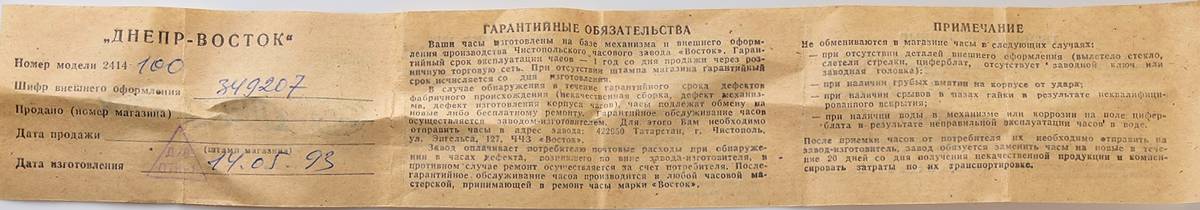 „ДНЕПР-ВОСТОК“
Номер модели 2414- 100
Шифр внешнего оформления 349207
Продано (номер магазина)
Дата продажи
(штамп магазина)
Дата изготовления 14.05 93
ГАРАНТИЙНЫЕ ОБЯЗАТЕЛЬСТВА
Ваши часы изготовлены на базе механизма и внешнего оформ-
ления производства Чистопольского часового завода «Восток». Гаран-
тийный срок эксплуатации часов — 1 год со дня продажи через роз-
ничную торговую сеть. При отсутствии штампа магазина гарантийный
срок исчисляется со дня изготовления.
В случае обнаружения в течение гарантийного срока дефектов
фабричного происхождения (некачественная сборка, дефект механиз-
ма, дефект изготовления корпуса часов), часы подлежат обмену на
новые либо бесплатному ремонту. гарантийное обслуживание часов
осуществляется заводом-изготовителем. Для этого Вам необходимо
отправить часы в адрес завода: 422950 Татарстан, г. Чистополь,
ул. Энгельса, 127, ЧЧЗ «Восток».
Завод оплачивает потребителю почтовые расходы при обнаруже-
нии в часах дефекта, возникшего по вине завода-изготовителя, в
противном случае ремонт осуществляется за счет потребителя. После-
гарантийное обслуживание часов производится в любой часовой ма-
стерской, принимающей в ремонт часы марки «Восток».
ПРИМЕЧАНИЕ
Не обмениваются в магазине часы в следующих случаях:
— при отсутствии деталей внешнего оформления (вылетело стекло,
слетели стрелки, циферблат, отсутствует заводной ключ или
заводная головка);
— при наличии грубых вмятин на корпусе от удара;
— при наличии срывов в пазах гайки в результате неквалифици-
рованного вскрытия;
— при наличии воды в механизме или коррозии на поле цифер-
блата в результате неправильной эксплуатации часов в воде.
После приемки часов от потребителя их необходимо отправить на
завод-изготовитель, завод обязуется заменить часы на новые в тече-
ние 20 дней со дня получения некачественной продукции и компен-
сировать затраты по их транспортировке.